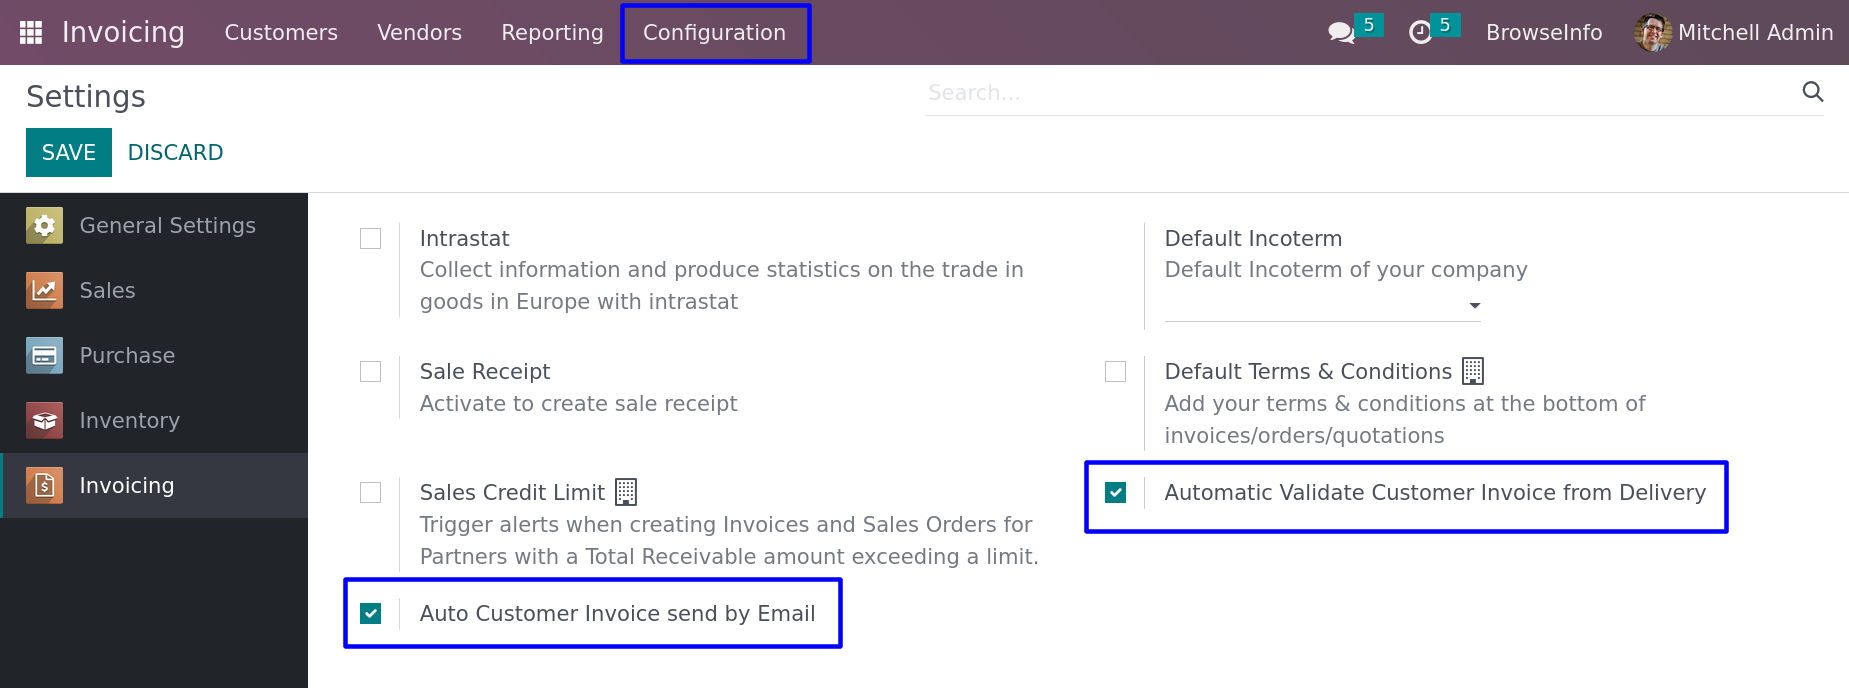 Invoicing Customers Vendors Reporting Configuration 5 5 BrowseInfo Mitchell Admin
Settings
Search...
SAVE DISCARD
General Settings
Sales
Purchase
Inventory
Invoicing
Intrastat
Collect information and produce statistics on the trade in
goods in Europe with intrastat
Default Incoterm
Default Incoterm of your company
Sale Receipt
Activate to create sale receipt
Default Terms & Conditions
Add your terms & conditions at the bottom of
invoices/orders/quotations
Sales Credit Limit
Trigger alerts when creating Invoices and Sales Orders for
Partners with a Total Receivable amount exceeding a limit.
Automatic Validate Customer Invoice from Delivery
Auto Customer Invoice send by Email